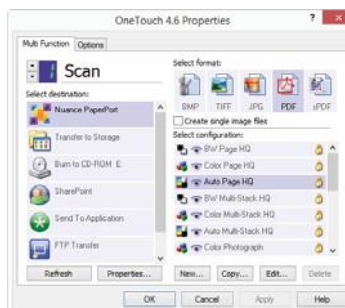 OneTouch 4.6 Properties
?
Multi Function
Options
1
Scan
Select destination:
Nuance PaperPort
Transfer to Storage
Burn to CD-ROM E:
SharePoint
Send To Application
FTP Transfer
Refresh
Properties...
Select format:
BMP
TIFF
JPG
PDF
sPDF
Create single image files
Select configuration:
BW Page HQ
Color Page HQ
Auto Page HQ
BW Multi-Stack HQ
Color Multi-Stack HQ
Auto Multi-Stack HQ
Color Photograph
New...
Copy...
Edit...
Delete
OK
Cancel
Apply
Help